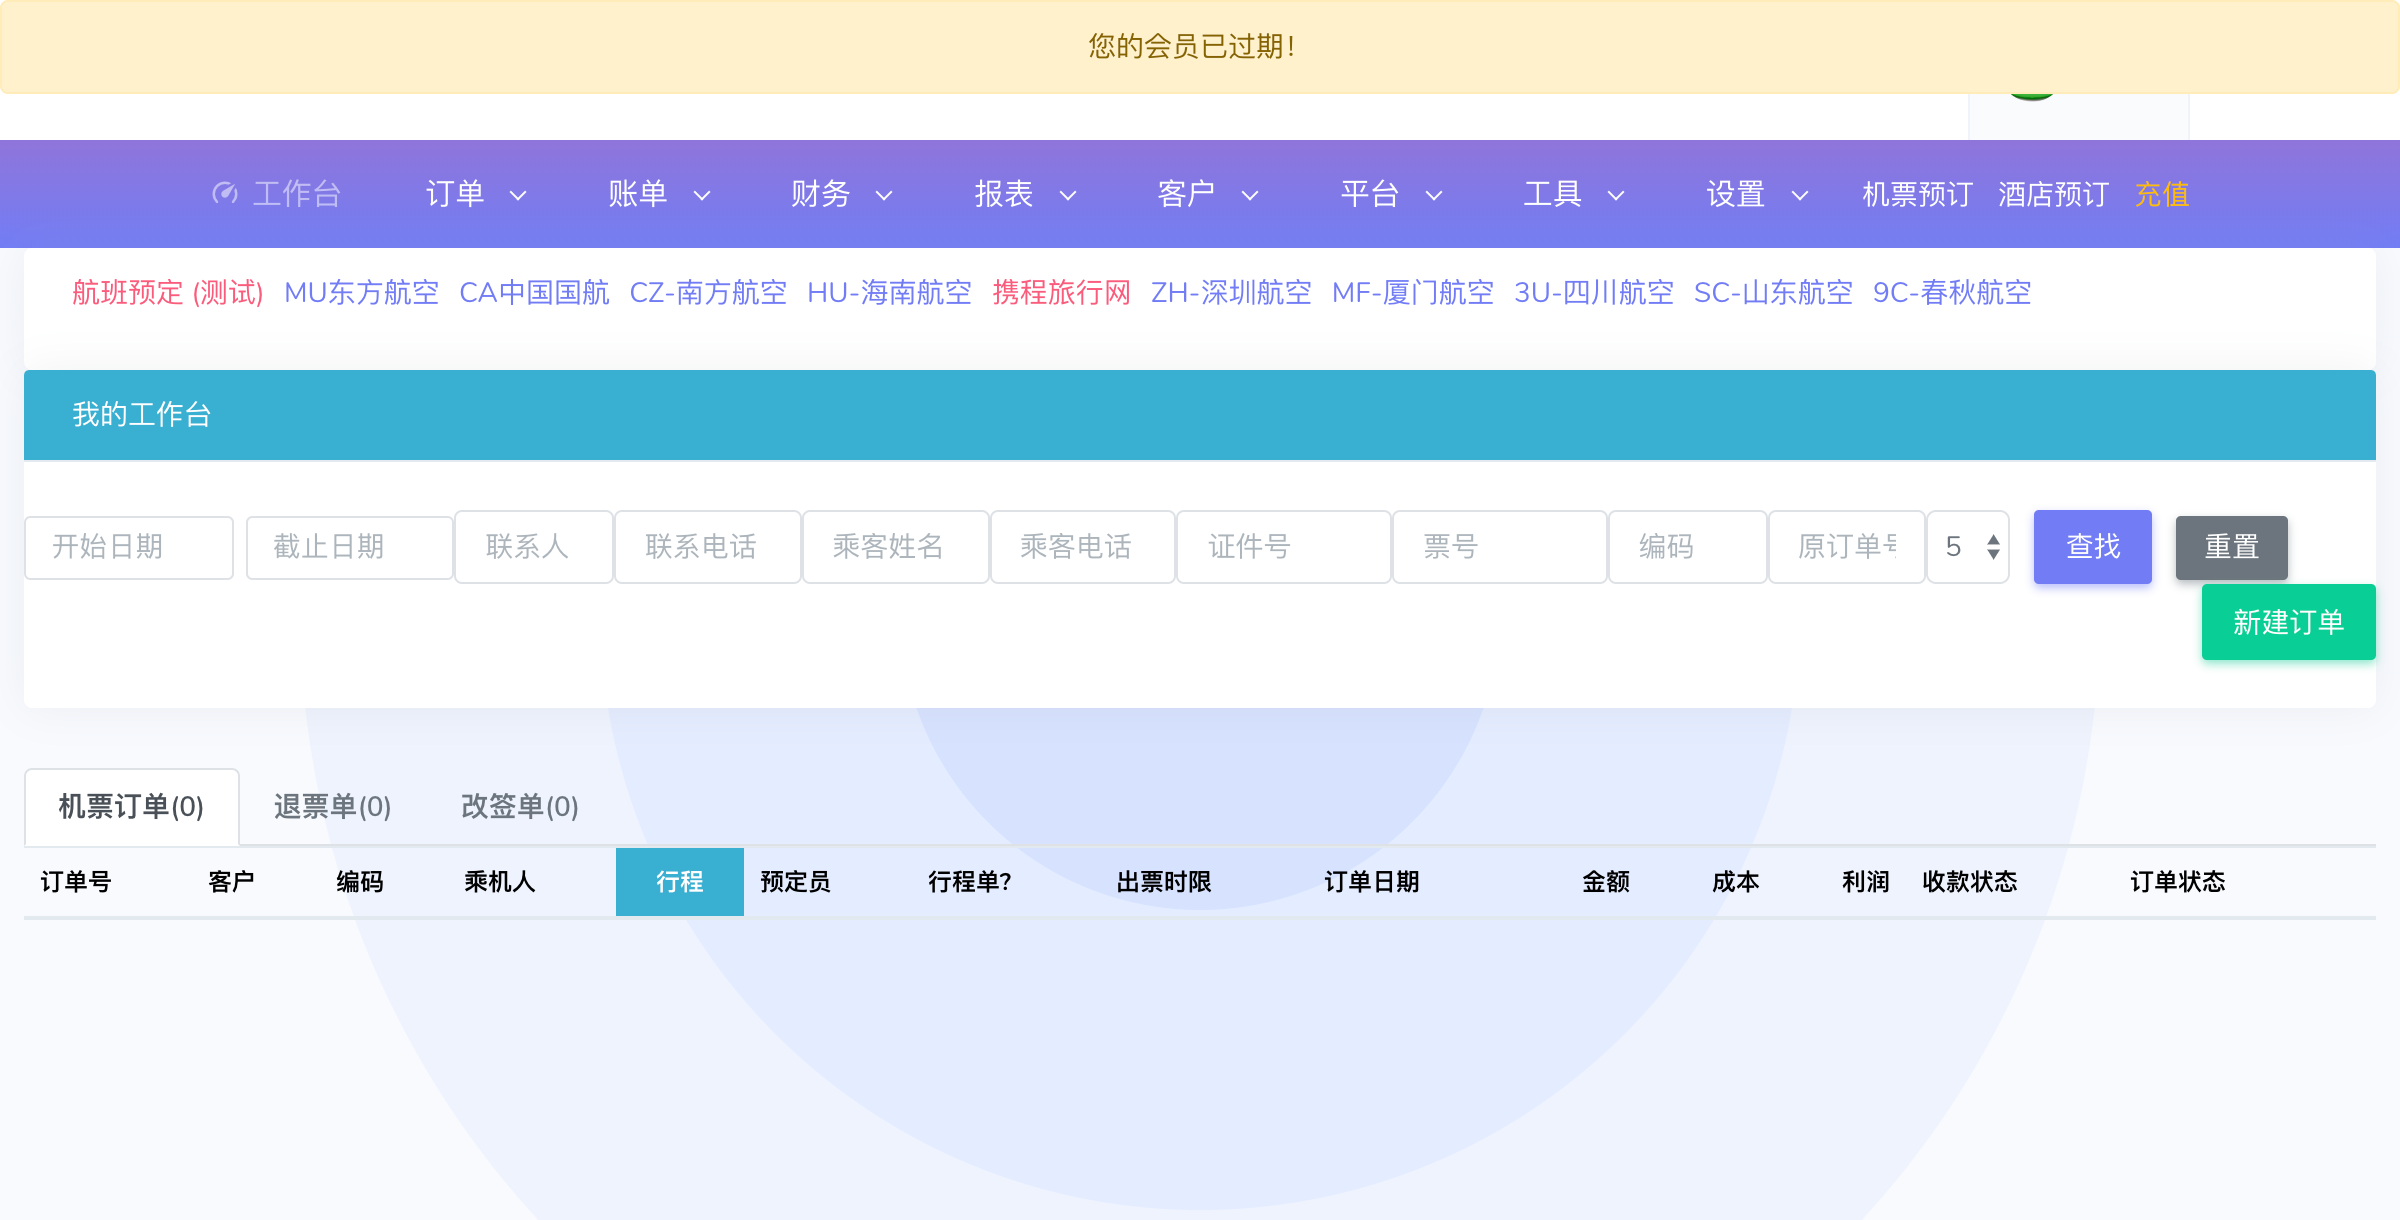 您的会员已过期！
工作台 订单 账单 财务 报表 客户 平台 工具 设置 机票预订 酒店预订 充值
航班预定 (测试) MU东方航空 CA中国国航 CZ-南方航空 HU-海南航空 携程旅行网 ZH-深圳航空 MF-厦门航空 3U-四川航空 SC-山东航空 9C-春秋航空
我的工作台
开始日期 截止日期 联系人 联系电话 乘客姓名 乘客电话 证件号 票号 编码 原订单号 5 查找 重置
新建订单
机票订单(0) 退票单(0) 改签单(0)
订单号 客户 编码 乘机人 行程 预定员 行程单? 出票时限 订单日期 金额 成本 利润 收款状态 订单状态